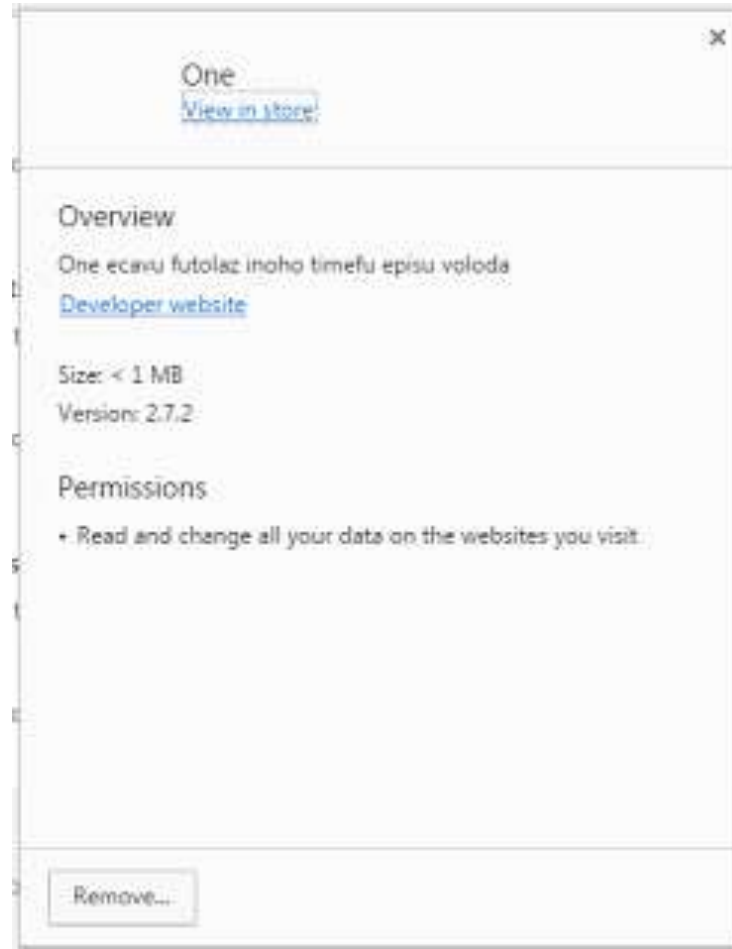 One
View in store
Overview
One ecavu futolaz inoho timefu episu voloda
Developer website
Size: < 1 MB
Version: 2.7.2
Permissions
• Read and change all your data on the websites you visit
Remove...